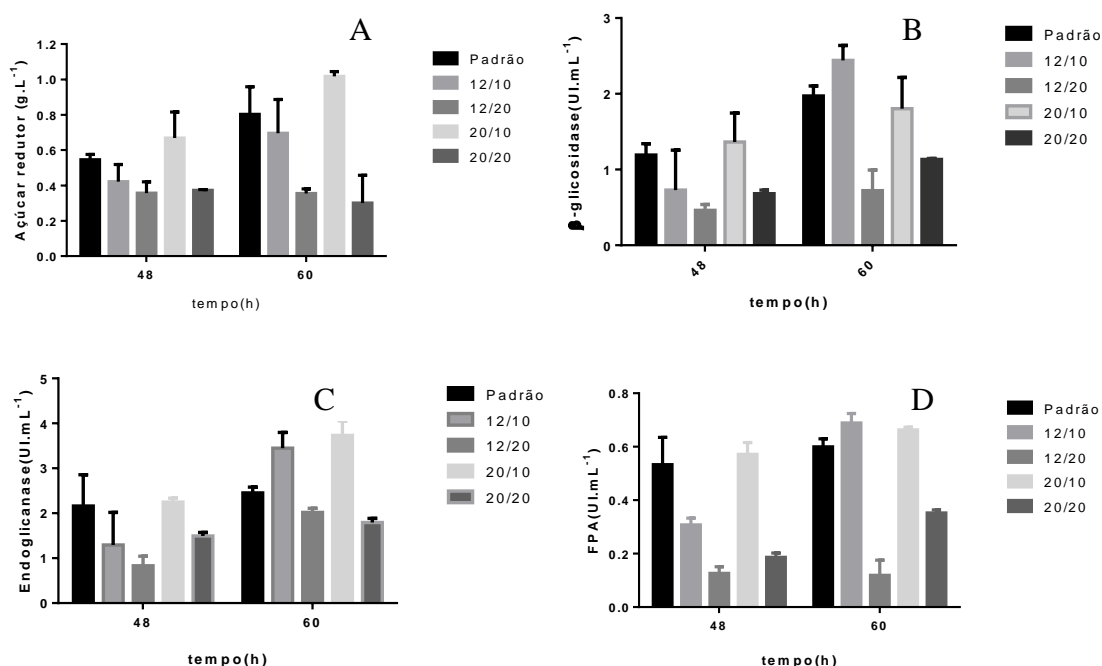 A
Açúcar redutor (g.L⁻¹)
1.2
1.0
0.8
0.6
0.4
0.2
0.0
48
60
tempo(h)
Padrão
12/10
12/20
20/10
20/20
B
β-glicosidase(UI.mL⁻¹)
3
2
1
0
48
60
tempo(h)
Padrão
12/10
12/20
20/10
20/20
C
Endoglicanase(UI.mL⁻¹)
5
4
3
2
1
0
48
60
tempo(h)
Padrão
12/10
12/20
20/10
20/20
D
FPA(UI.mL⁻¹)
0.8
0.6
0.4
0.2
0.0
48
60
tempo(h)
Padrão
12/10
12/20
20/10
20/20